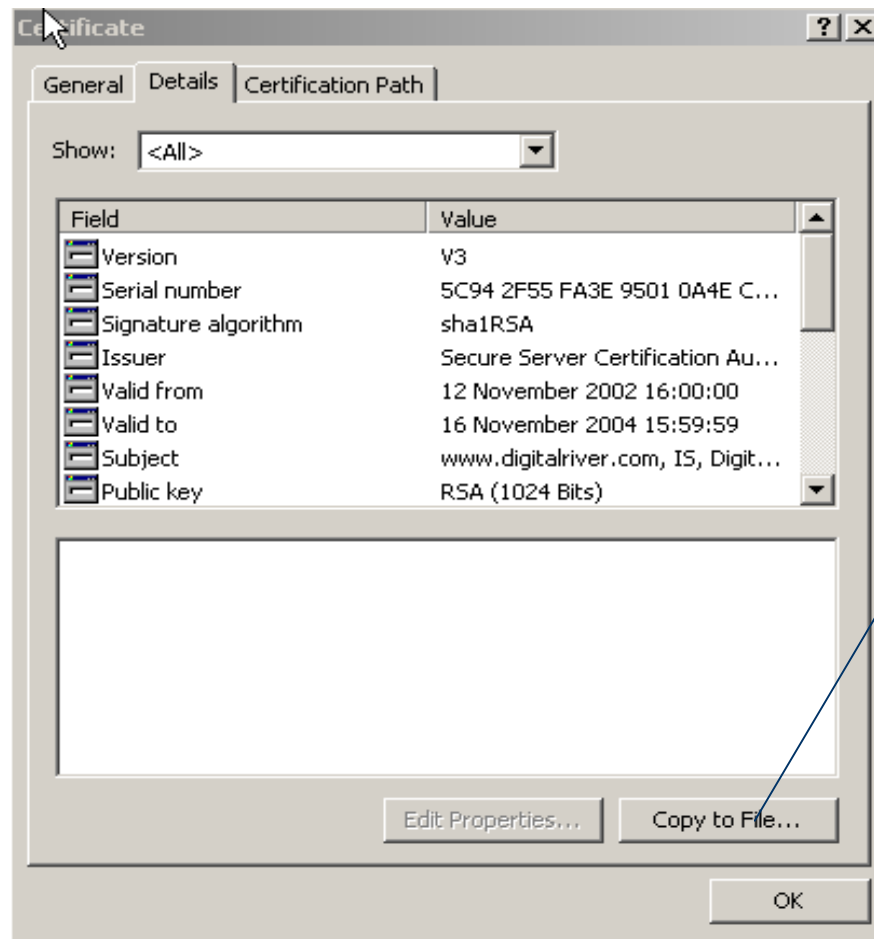 Certificate
General Details Certification Path
Show: <All>
Field Value
Version V3
Serial number 5C94 2F55 FA3E 9501 0A4E C...
Signature algorithm sha1RSA
Issuer Secure Server Certification Au...
Valid from 12 November 2002 16:00:00
Valid to 16 November 2004 15:59:59
Subject www.digitalriver.com, IS, Digit...
Public key RSA (1024 Bits)
Edit Properties... Copy to File...
OK